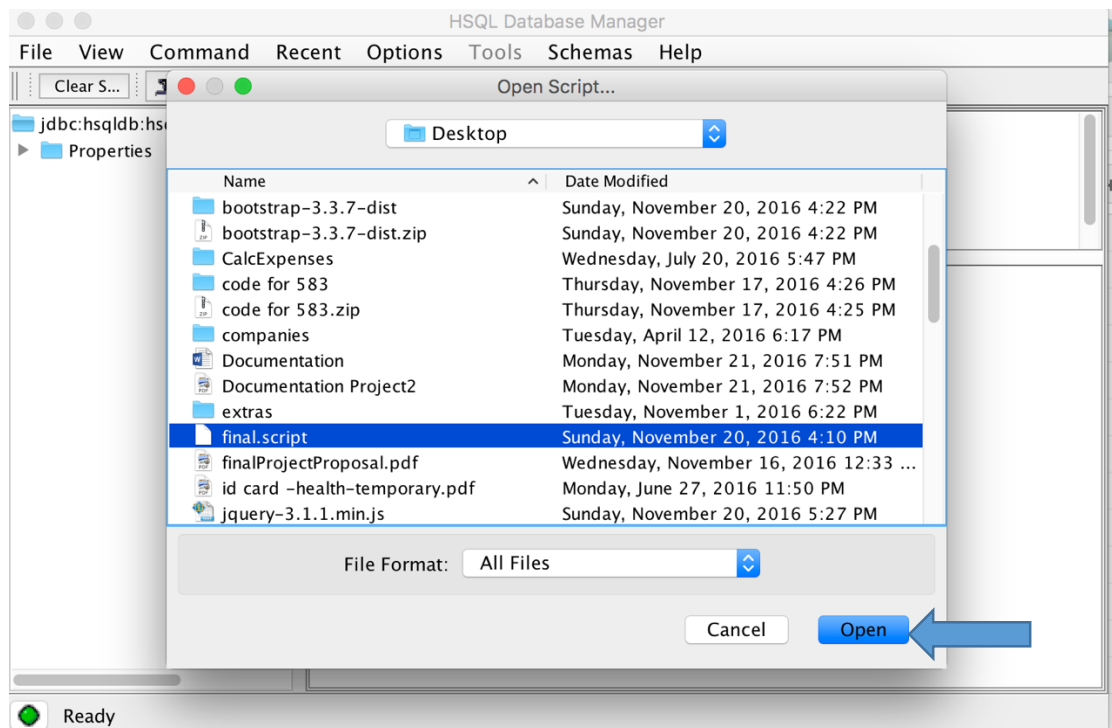 HSQL Database Manager
File View Command Recent Options Tools Schemas Help
Clear S...
Open Script...
jdbc:hsqldb:hs
Desktop
Properties
Name Date Modified
bootstrap-3.3.7-dist Sunday, November 20, 2016 4:22 PM
bootstrap-3.3.7-dist.zip Sunday, November 20, 2016 4:22 PM
CalcExpenses Wednesday, July 20, 2016 5:47 PM
code for 583 Thursday, November 17, 2016 4:26 PM
code for 583.zip Thursday, November 17, 2016 4:25 PM
companies Tuesday, April 12, 2016 6:17 PM
Documentation Monday, November 21, 2016 7:51 PM
Documentation Project2 Monday, November 21, 2016 7:52 PM
extras Tuesday, November 1, 2016 6:22 PM
final.script Sunday, November 20, 2016 4:10 PM
finalProjectProposal.pdf Wednesday, November 16, 2016 12:33 ...
id card -health-temporary.pdf Monday, June 27, 2016 11:50 PM
jquery-3.1.1.min.js Sunday, November 20, 2016 5:27 PM
File Format: All Files
Cancel Open
Ready